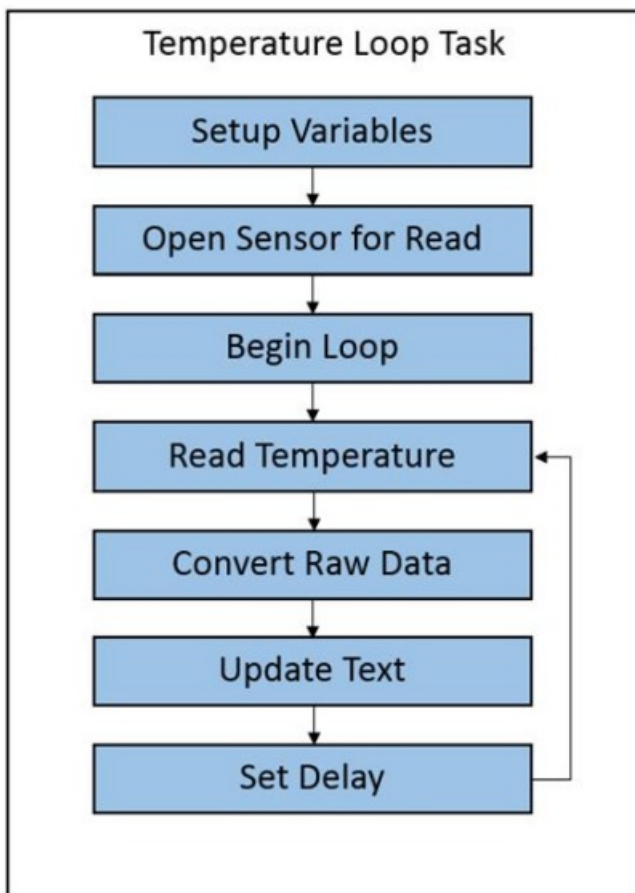 Temperature Loop Task
Setup Variables
Open Sensor for Read
Begin Loop
Read Temperature
Convert Raw Data
Update Text
Set Delay